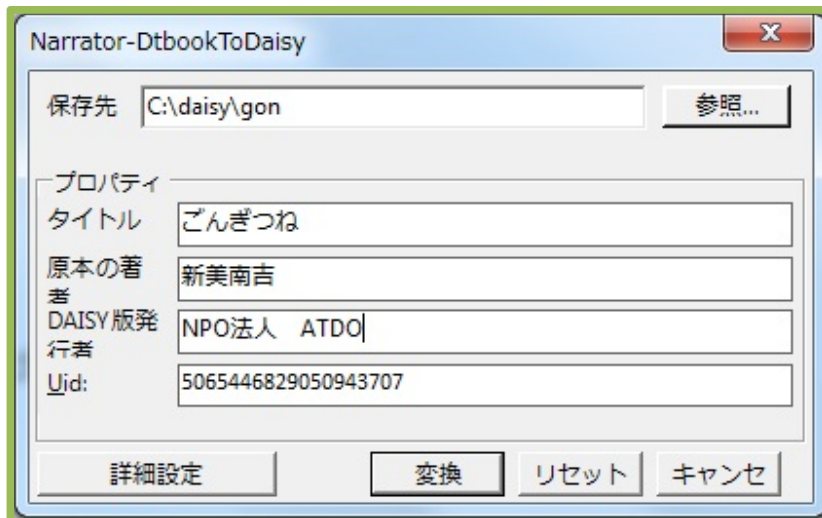 Narrator-DtbookToDaisy
保存先 C:\daisy\gon 参照...
プロパティ
タイトル ごんぎつね
原本の著
者 新美南吉
DAISY版発
行者 NPO法人　ATDO
Uid: 5065446829050943707
詳細設定 変換 リセット キャンセ